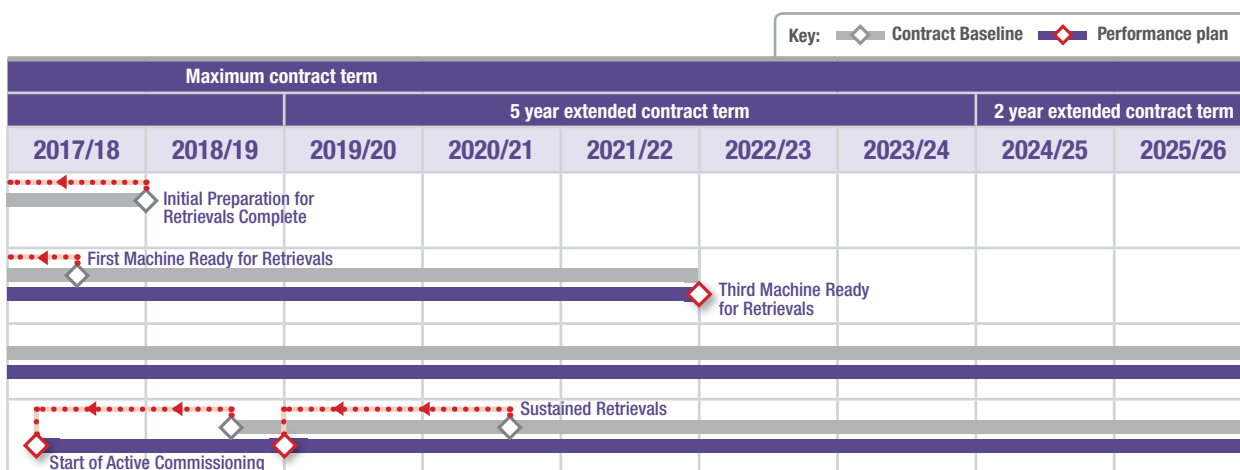 Key: Contract Baseline Performance plan
Maximum contract term
5 year extended contract term 2 year extended contract term
2017/18 2018/19 2019/20 2020/21 2021/22 2022/23 2023/24 2024/25 2025/26
Initial Preparation for
Retrievals Complete
First Machine Ready for Retrievals
Third Machine Ready
for Retrievals
Sustained Retrievals
Start of Active Commissioning